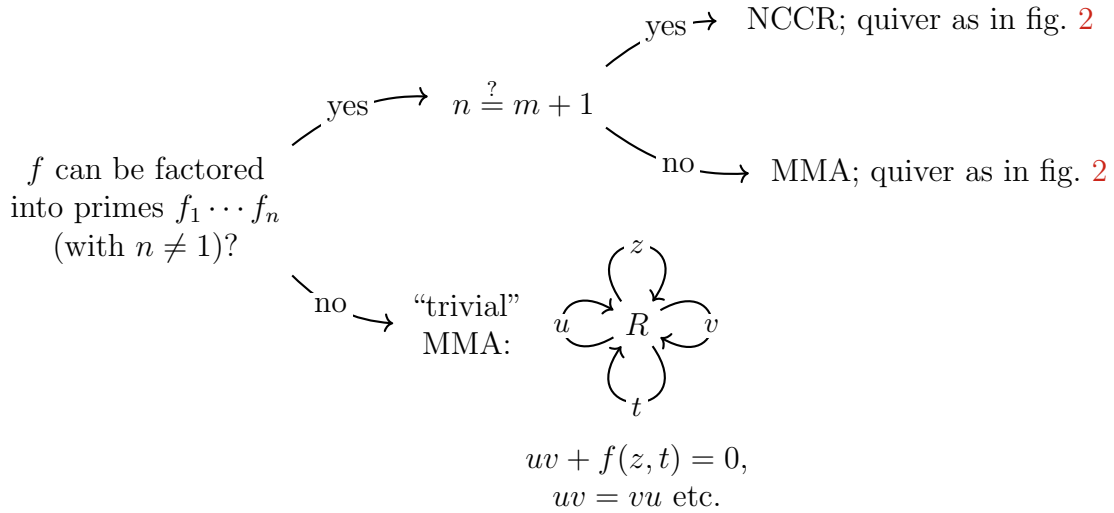 yes → NCCR; quiver as in fig. 2
yes → n ≟ m + 1
no → MMA; quiver as in fig. 2
f can be factored
into primes f₁ ⋯ fₙ
(with n ≠ 1)?
no → “trivial”
MMA:
z
u R v
t
uv + f(z, t) = 0,
uv = vu etc.